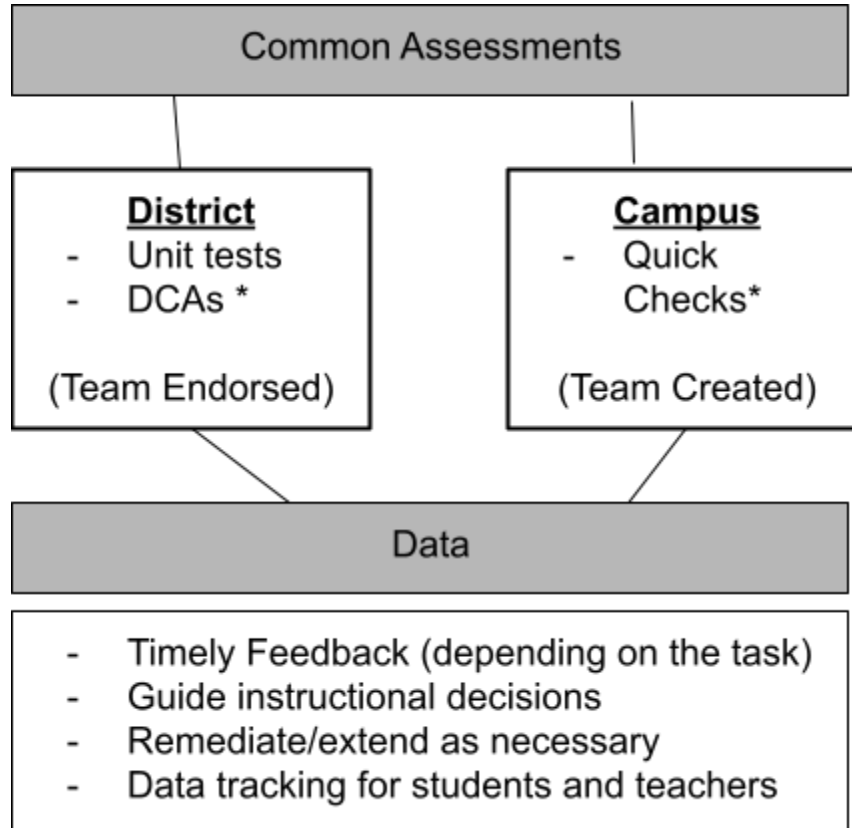 Common Assessments
District
- Unit tests
- DCAs *
(Team Endorsed)
Campus
- Quick
Checks*
(Team Created)
Data
- Timely Feedback (depending on the task)
- Guide instructional decisions
- Remediate/extend as necessary
- Data tracking for students and teachers